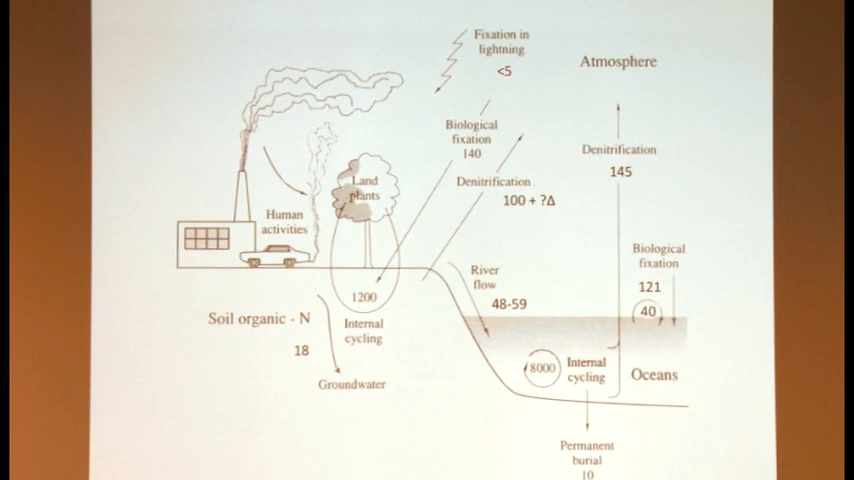 Fixation in
lightning
<5
Atmosphere
Biological
fixation
140
Denitrification
145
Land
plants
Denitrification
100 + ?Δ
Human
activities
Biological
fixation
121
40
River
flow
48-59
1200
Internal
cycling
Soil organic - N
18
Groundwater
8000
Internal
cycling
Oceans
Permanent
burial
10